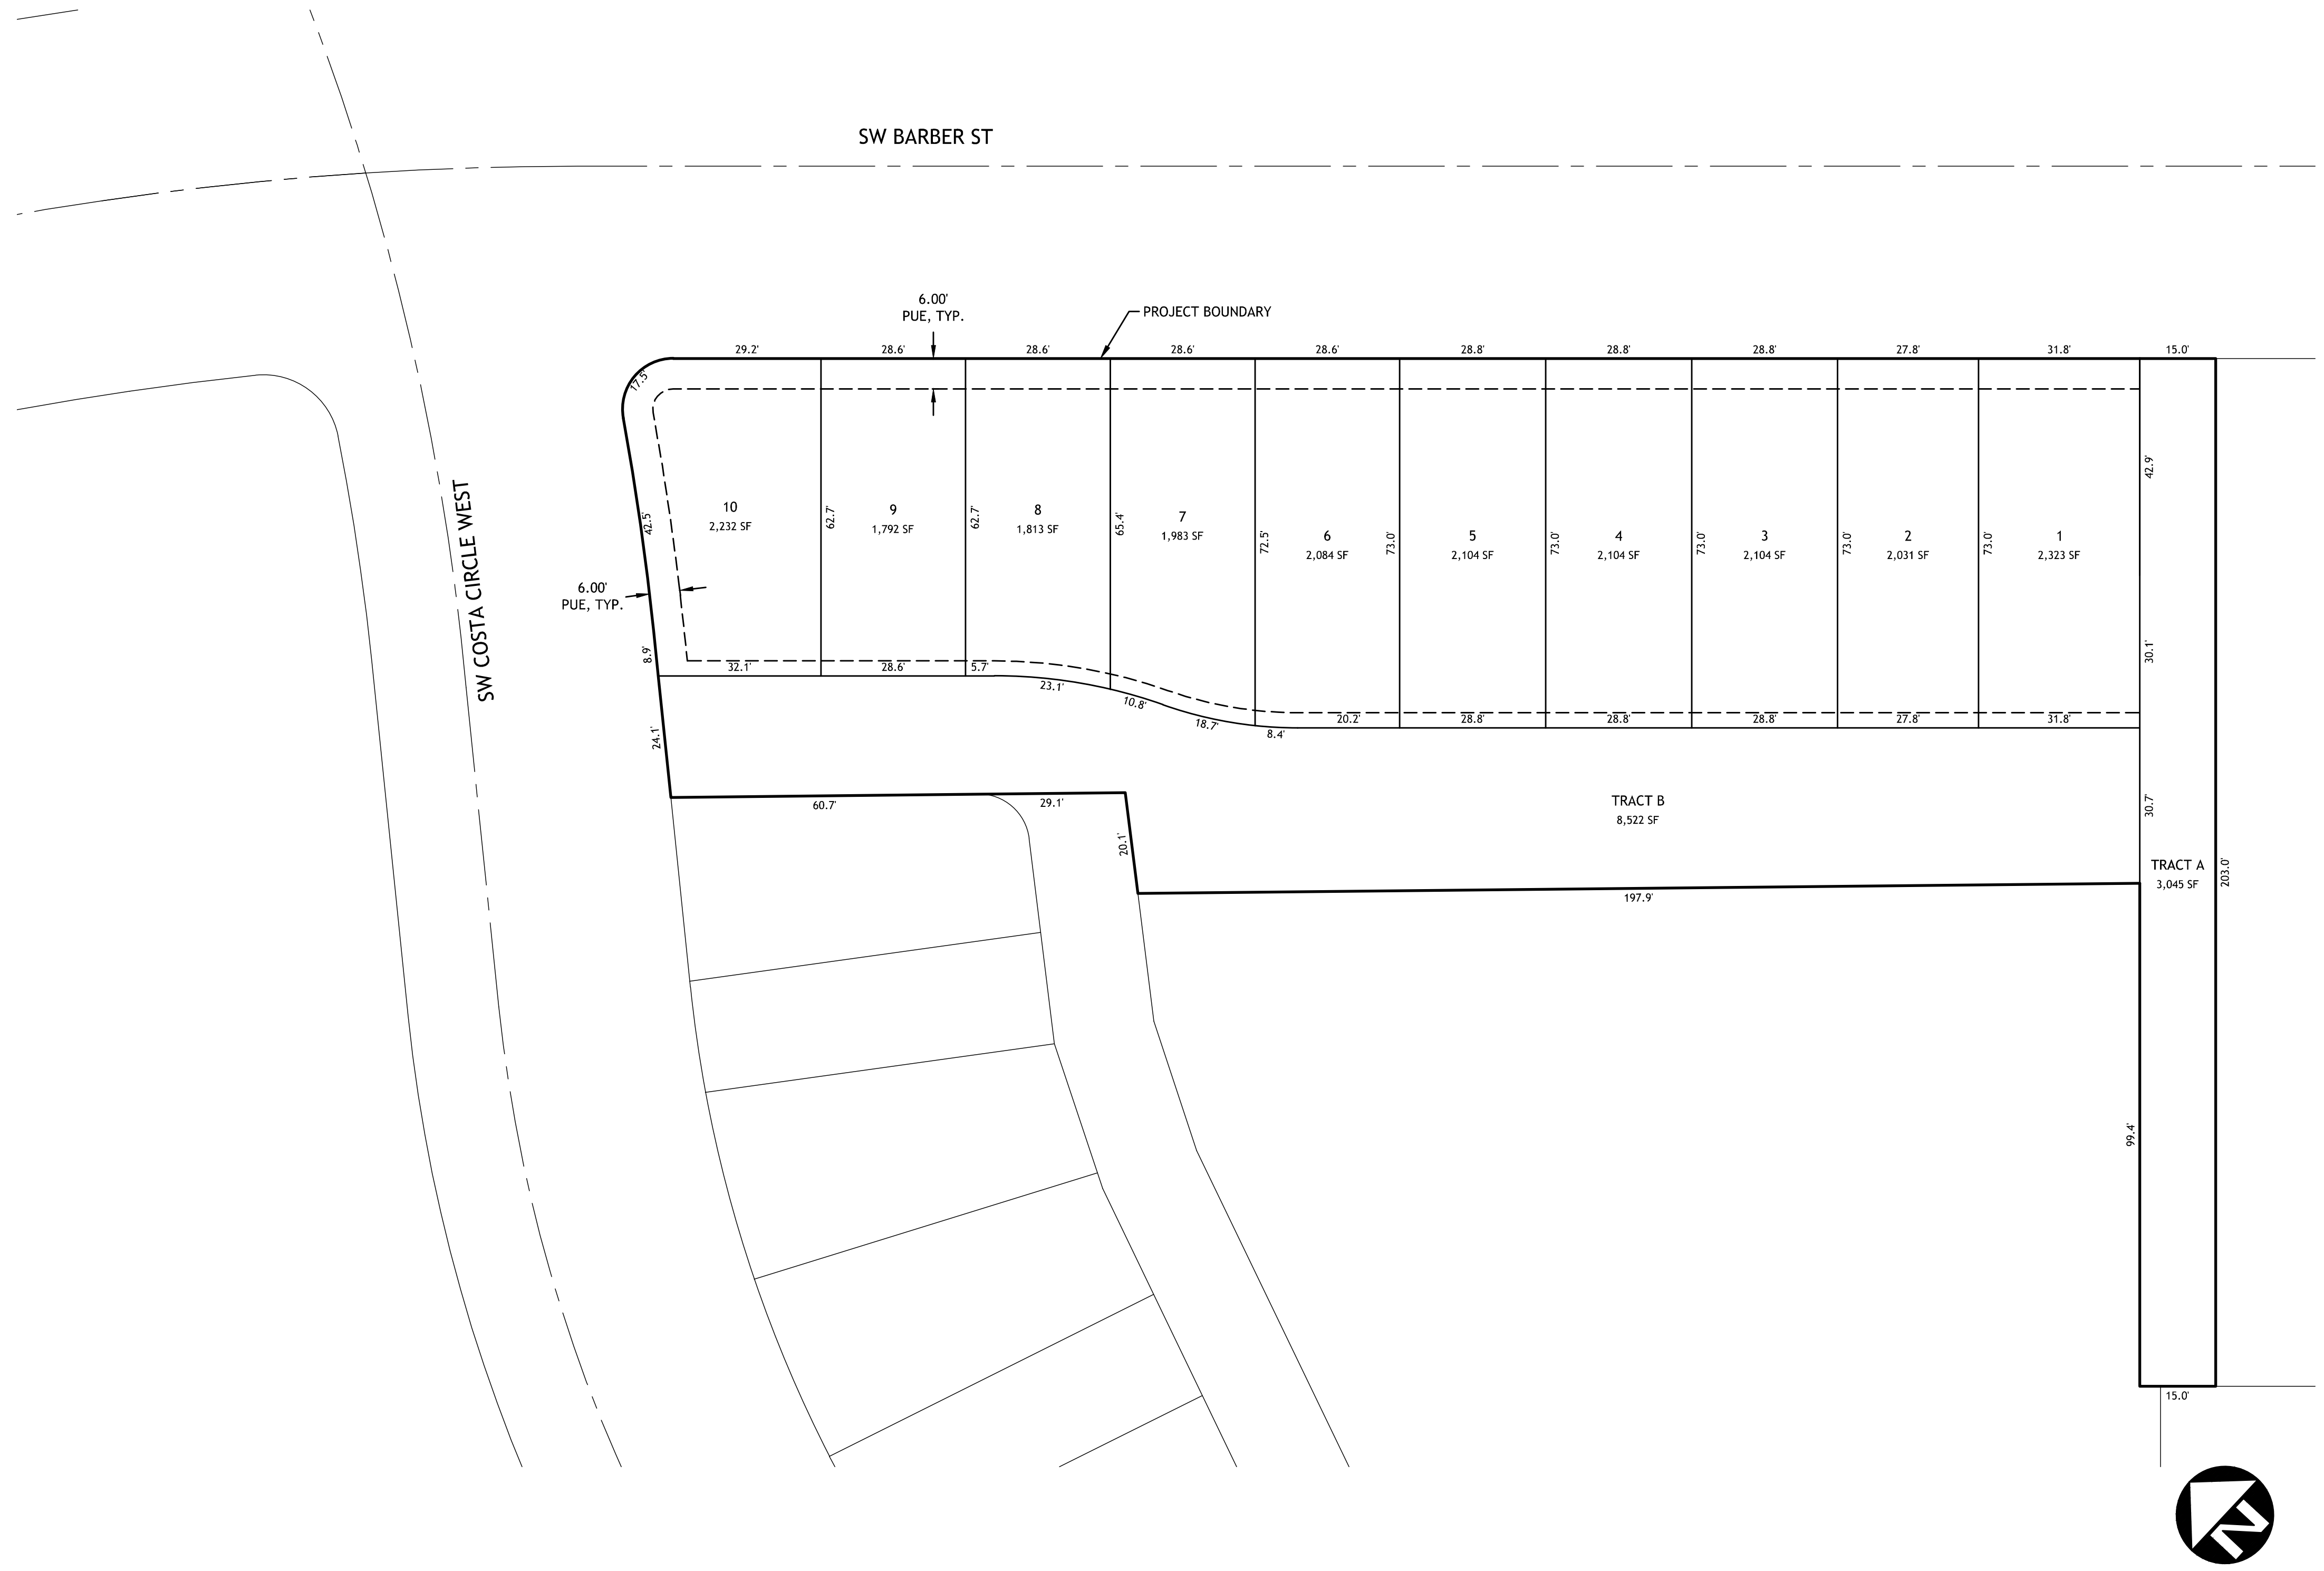 SW BARBER ST
6.00'
PUE, TYP.
PROJECT BOUNDARY
29.2'
28.6'
28.6'
28.6'
28.6'
28.8'
28.8'
28.8'
27.8'
31.8'
15.0'
17.5'
42.9'
SW COSTA CIRCLE WEST
42.5'
10
2,232 SF
62.7'
9
1,792 SF
62.7'
8
1,813 SF
65.4'
7
1,983 SF
72.5'
6
2,084 SF
73.0'
5
2,104 SF
73.0'
4
2,104 SF
73.0'
3
2,104 SF
73.0'
2
2,031 SF
73.0'
1
2,323 SF
6.00'
PUE, TYP.
8.9'
30.1'
32.1'
28.6'
5.7'
23.1'
10.8'
18.7'
8.4'
20.2'
28.8'
28.8'
28.8'
27.8'
31.8'
24.1'
60.7'
29.1'
20.1'
TRACT B
8,522 SF
30.7'
TRACT A
3,045 SF
203.0'
197.9'
99.4'
15.0'
N